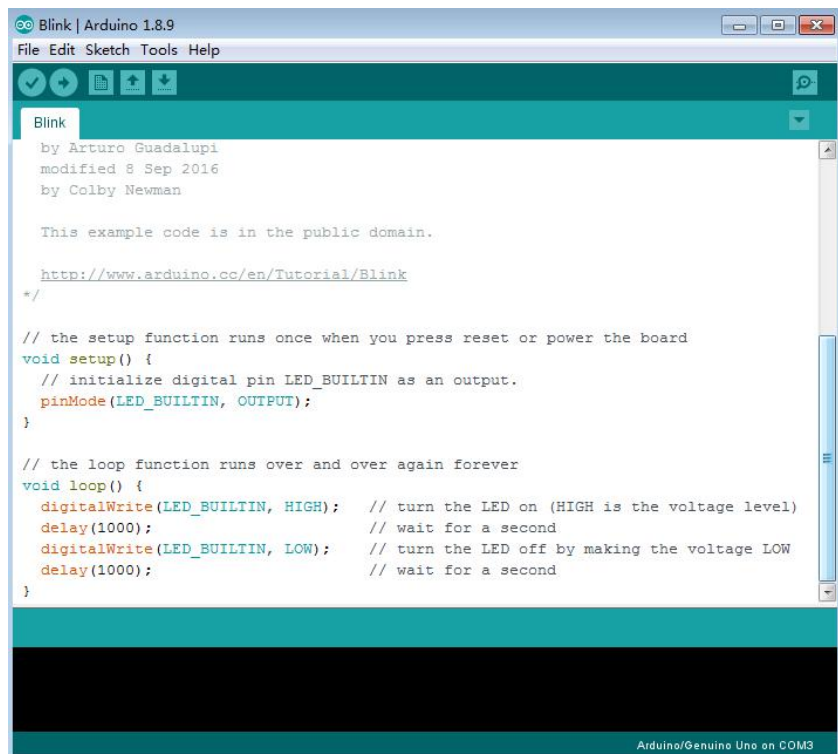 Blink | Arduino 1.8.9
File Edit Sketch Tools Help
Blink
by Arturo Guadalupi
modified 8 Sep 2016
by Colby Newman
This example code is in the public domain.
http://www.arduino.cc/en/Tutorial/Blink
*/
// the setup function runs once when you press reset or power the board
void setup() {
  // initialize digital pin LED_BUILTIN as an output.
  pinMode(LED_BUILTIN, OUTPUT);
}
// the loop function runs over and over again forever
void loop() {
  digitalWrite(LED_BUILTIN, HIGH);   // turn the LED on (HIGH is the voltage level)
  delay(1000);                       // wait for a second
  digitalWrite(LED_BUILTIN, LOW);    // turn the LED off by making the voltage LOW
  delay(1000);                       // wait for a second
}
Arduino/Genuino Uno on COM3